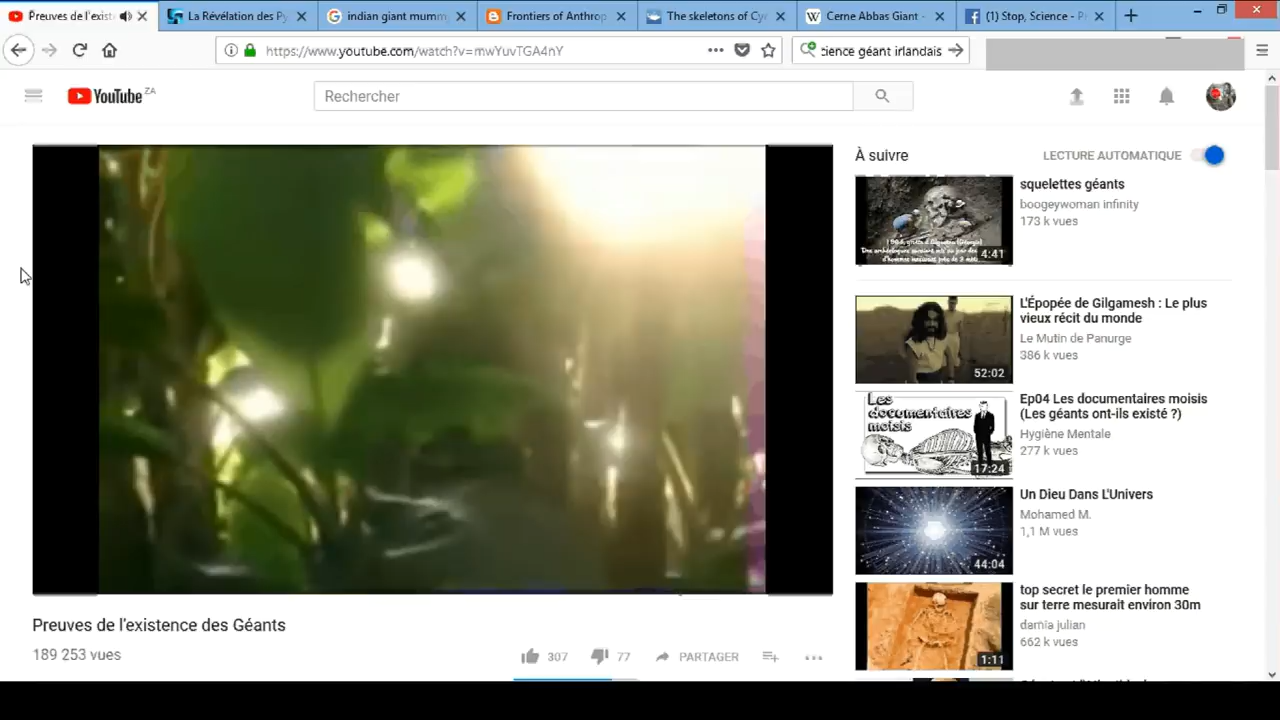 Preuves de l'exist
La Révélation des Py
indian giant mumm
Frontiers of Anthrop
The skeletons of Cy
Cerne Abbas Giant -
(1) Stop, Science - P
https://www.youtube.com/watch?v=mwYuvTGA4nY
cience géant irlandais
YouTube ZA
Rechercher
À suivre
LECTURE AUTOMATIQUE
squelettes géants
boogeywoman infinity
173 k vues
4:41
L'Épopée de Gilgamesh : Le plus
vieux récit du monde
Le Mutin de Panurge
386 k vues
52:02
Les
documentaires
moisis
17:24
Ep04 Les documentaires moisis
(Les géants ont-ils existé ?)
Hygiène Mentale
277 k vues
Un Dieu Dans L'Univers
Mohamed M.
1,1 M vues
44:04
top secret le premier homme
sur terre mesurait environ 30m
damia julian
662 k vues
1:11
Preuves de l'existence des Géants
189 253 vues
307
77
PARTAGER